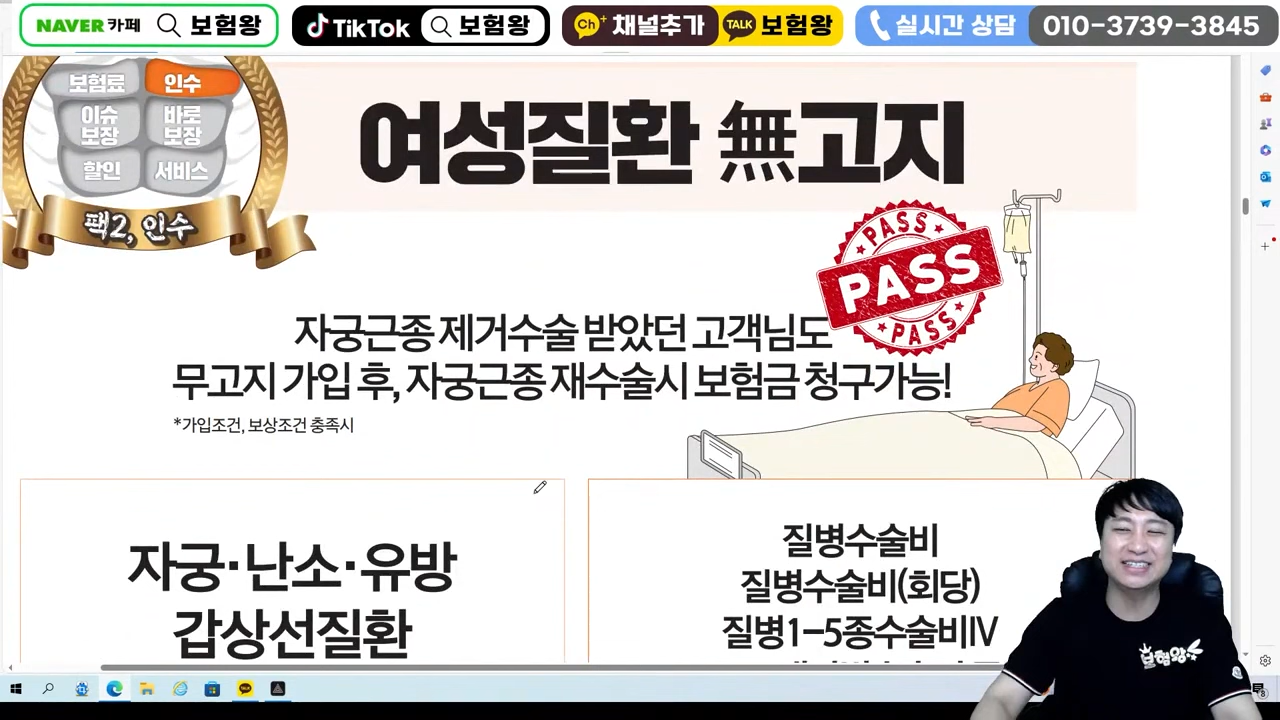 NAVER 카페 보험왕
TikTok 보험왕
Ch+ 채널추가 TALK 보험왕
실시간 상담 010-3739-3845
보험료 인수
이슈보장 바로보장
할인 서비스
팩2, 인수
여성질환 無고지
PASS
PASS
PASS
자궁근종 제거수술 받았던 고객님도
무고지 가입 후, 자궁근종 재수술시 보험금 청구가능!
*가입조건, 보상조건 충족시
자궁·난소·유방
갑상선질환
질병수술비
질병수술비(회당)
질병1-5종수술비IV
보험왕
TALK